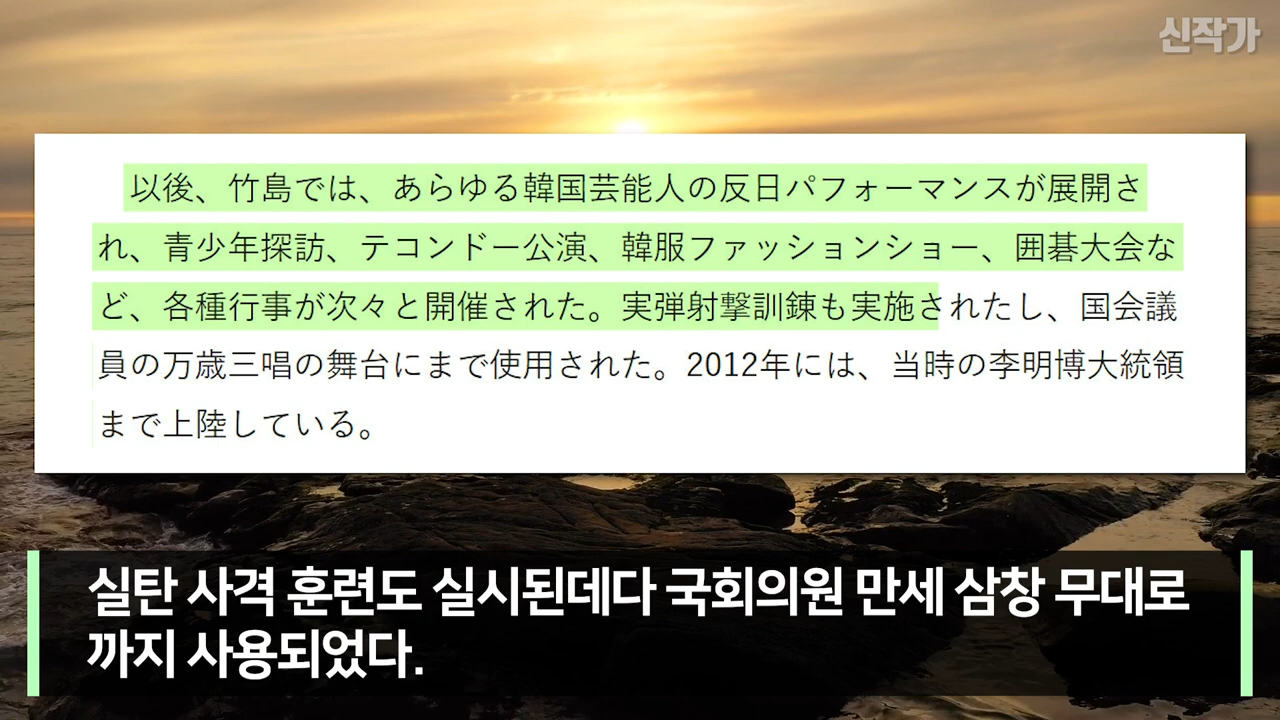 신작가
以後、竹島では、あらゆる韓国芸能人の反日パフォーマンスが展開さ
れ、青少年探訪、テコンドー公演、韓服ファッションショー、囲碁大会な
ど、各種行事が次々と開催された。実弾射撃訓錬も実施されたし、国会議
員の万歳三唱の舞台にまで使用された。2012年には、当時の李明博大統領
まで上陸している。
실탄 사격 훈련도 실시된데다 국회의원 만세 삼창 무대로
까지 사용되었다.